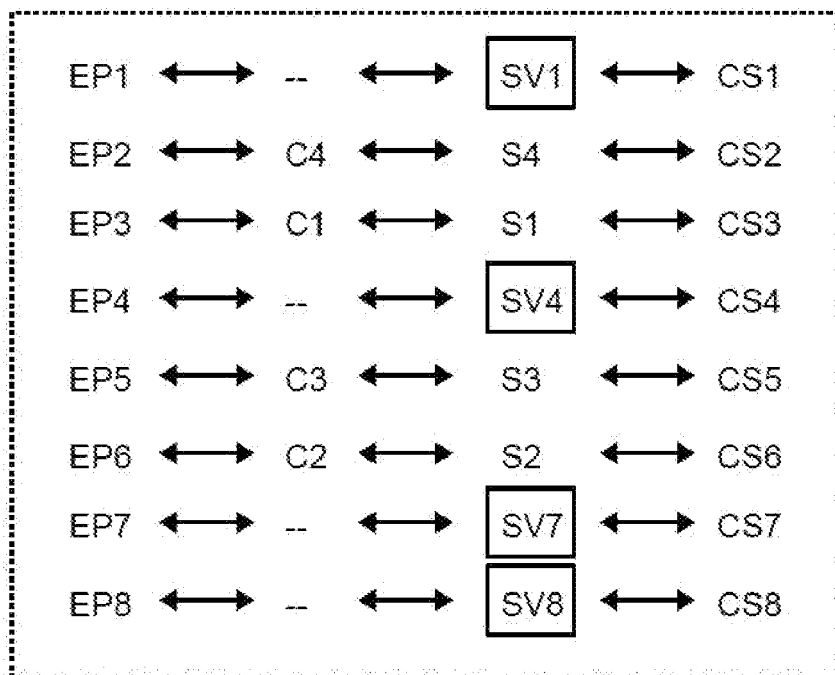 EP1 -- SV1 CS1
EP2 C4 S4 CS2
EP3 C1 S1 CS3
EP4 -- SV4 CS4
EP5 C3 S3 CS5
EP6 C2 S2 CS6
EP7 -- SV7 CS7
EP8 -- SV8 CS8